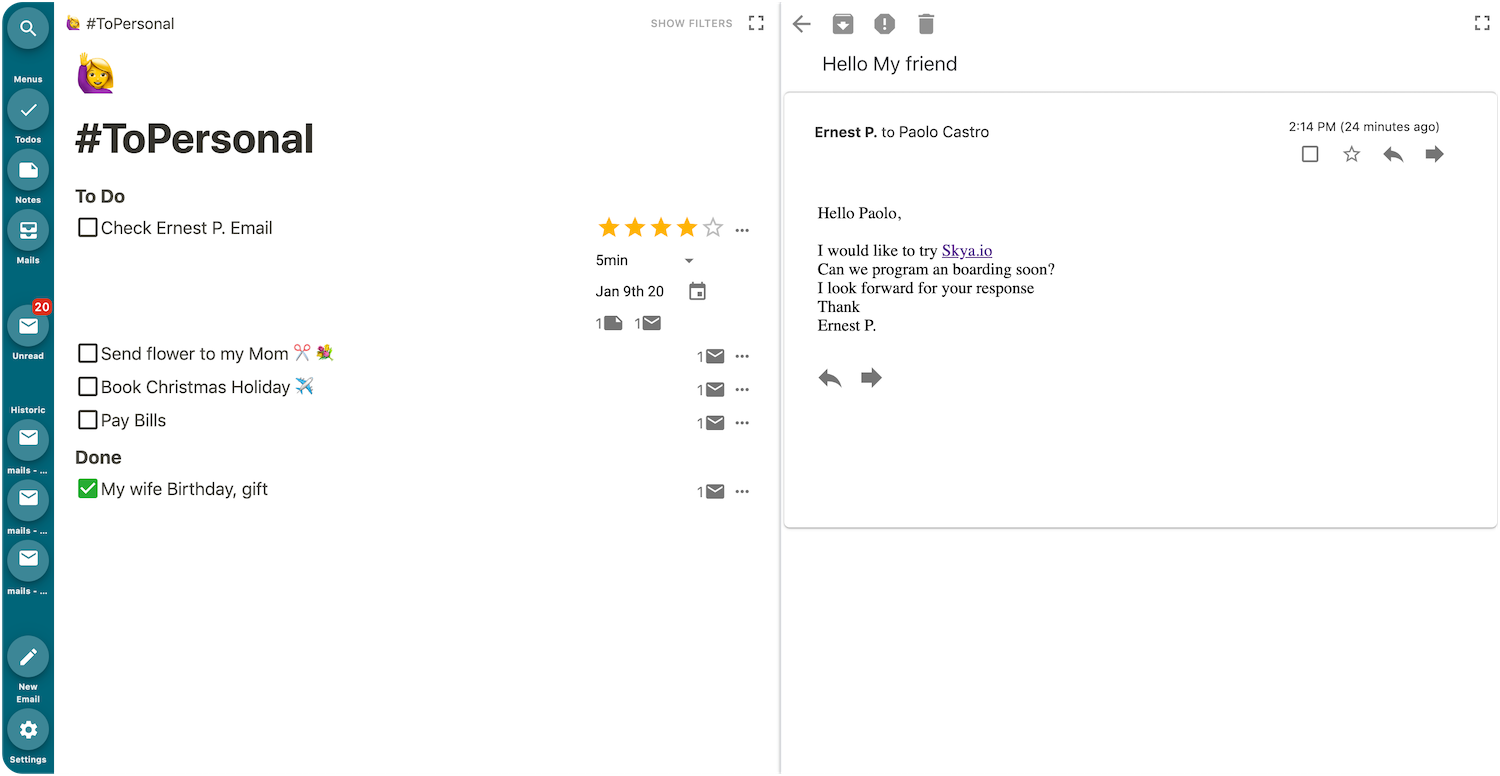 Menus
Todos
Notes
Mails
20
Unread
Historic
mails - ...
mails - ...
mails - ...
New
Email
Settings
#ToPersonal
SHOW FILTERS
#ToPersonal
To Do
Check Ernest P. Email
5min
Jan 9th 20
1 1
Send flower to my Mom 1
Book Christmas Holiday 1
Pay Bills 1
Done
My wife Birthday, gift 1
Hello My friend
Ernest P. to Paolo Castro
2:14 PM (24 minutes ago)
Hello Paolo,
I would like to try Skya.io
Can we program an boarding soon?
I look forward for your response
Thank
Ernest P.